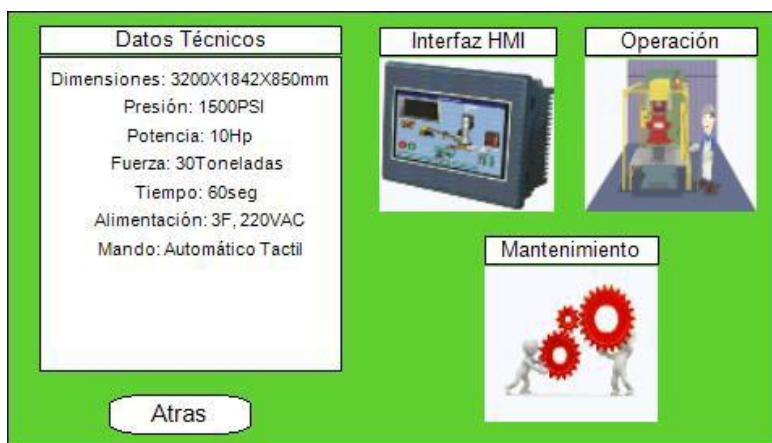 Datos Técnicos
Dimensiones: 3200X1842X850mm
Presión: 1500PSI
Potencia: 10Hp
Fuerza: 30Toneladas
Tiempo: 60seg
Alimentación: 3F, 220VAC
Mando: Automático Tactil
Atras
Interfaz HMI
Operación
Mantenimiento